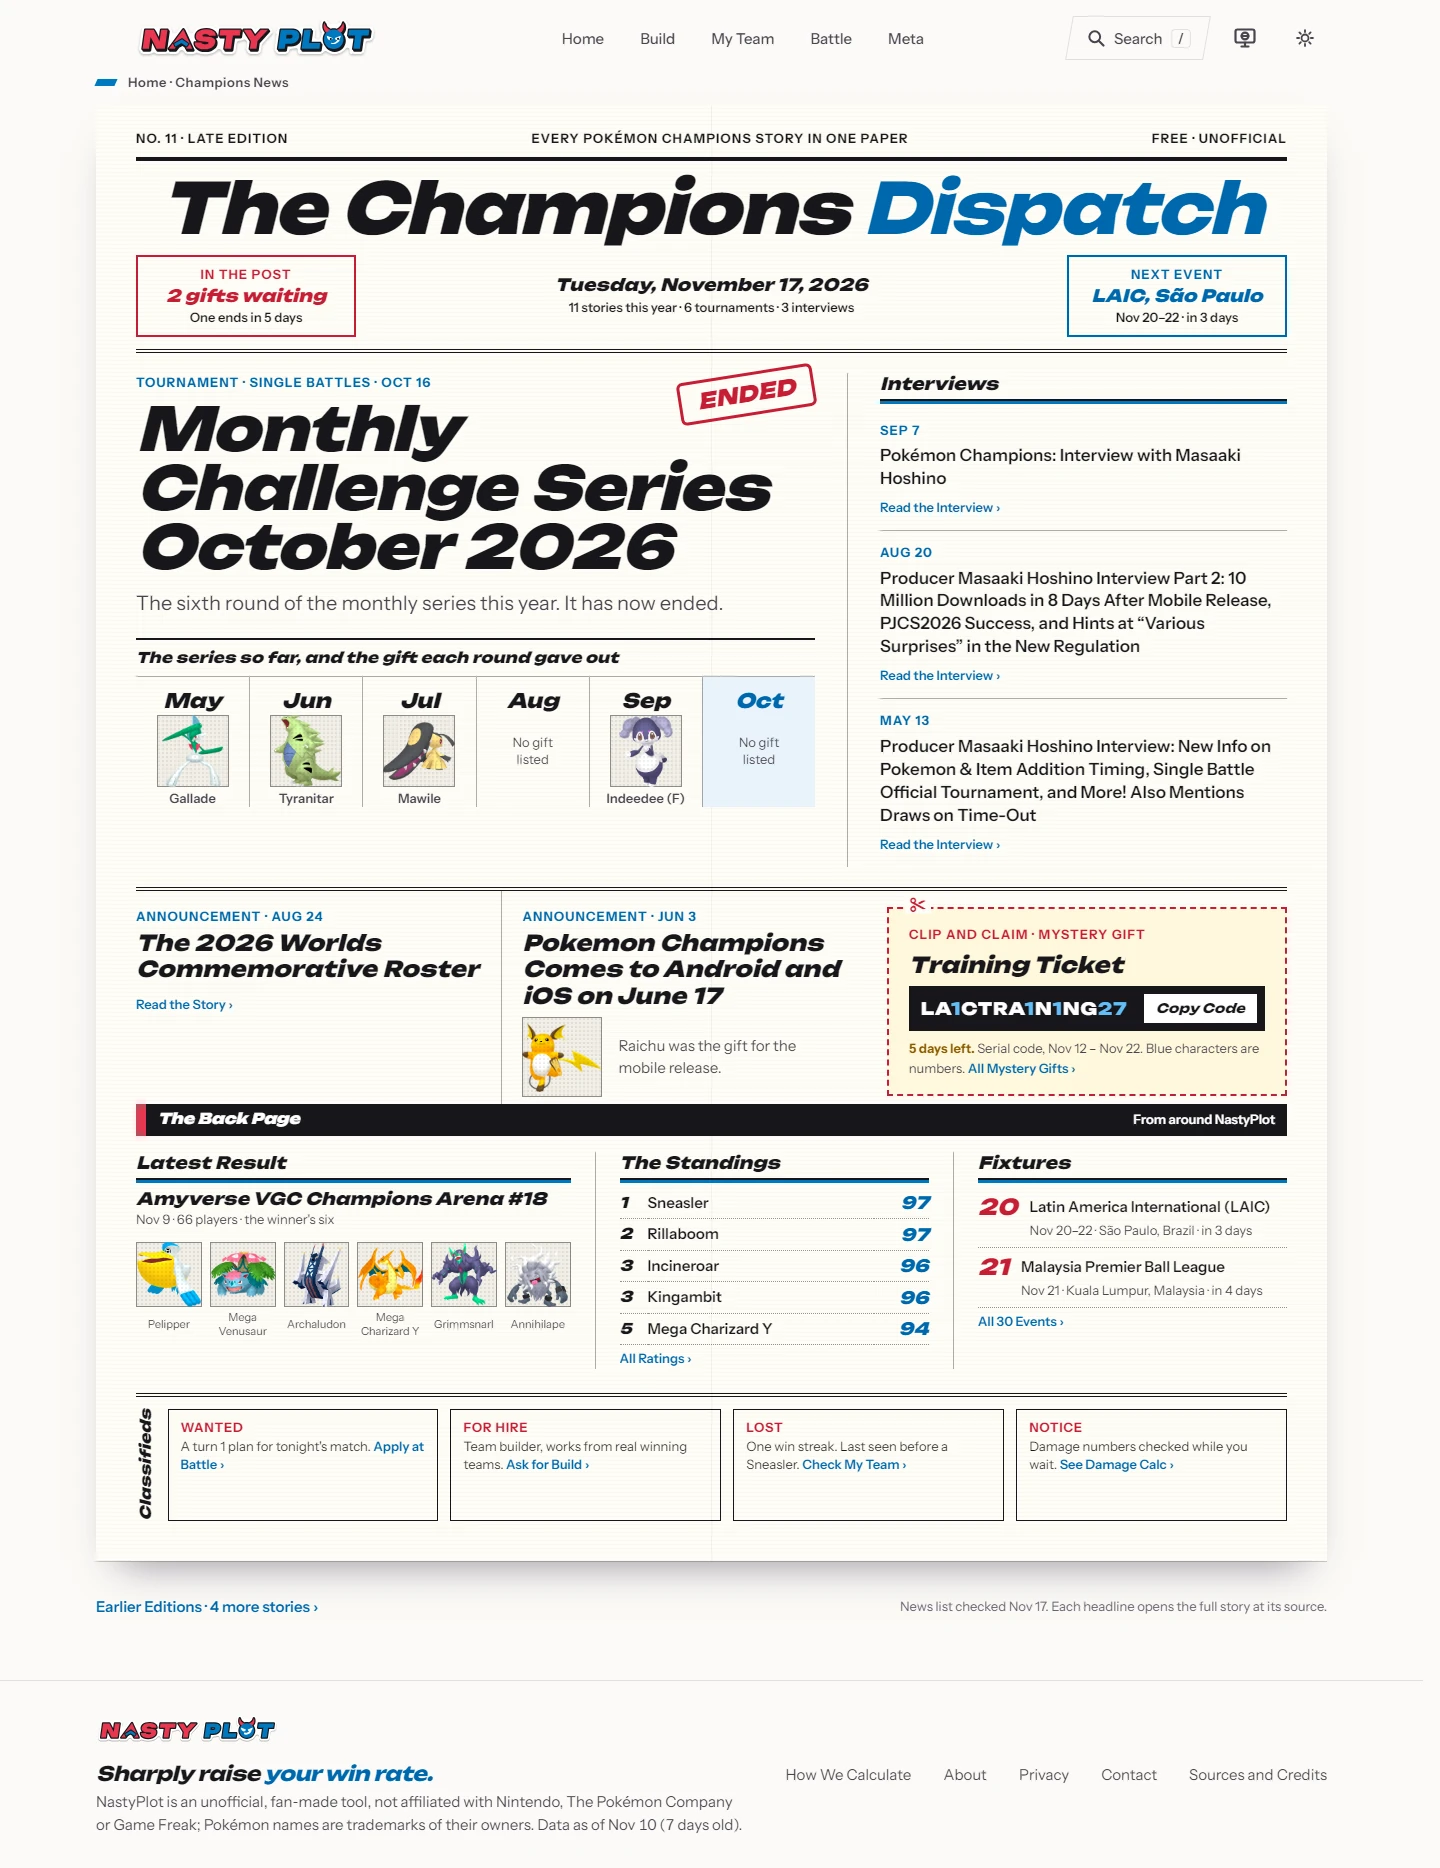 NASTY PLOT
Home
Build
My Team
Battle
Meta
Search /
Home · Champions News
NO. 11 · LATE EDITION
EVERY POKÉMON CHAMPIONS STORY IN ONE PAPER
FREE · UNOFFICIAL
The Champions Dispatch
IN THE POST
2 gifts waiting
One ends in 5 days
Tuesday, November 17, 2026
11 stories this year · 6 tournaments · 3 interviews
NEXT EVENT
LAIC, São Paulo
Nov 20–22 · in 3 days
TOURNAMENT · SINGLE BATTLES · OCT 16
ENDED
Monthly
Challenge Series
October 2026
The sixth round of the monthly series this year. It has now ended.
The series so far, and the gift each round gave out
May
Gallade
Jun
Tyranitar
Jul
Mawile
Aug
No gift
listed
Sep
Indeedee (F)
Oct
No gift
listed
Interviews
SEP 7
Pokémon Champions: Interview with Masaaki
Hoshino
Read the Interview ›
AUG 20
Producer Masaaki Hoshino Interview Part 2: 10
Million Downloads in 8 Days After Mobile Release,
PJCS2026 Success, and Hints at “Various
Surprises” in the New Regulation
Read the Interview ›
MAY 13
Producer Masaaki Hoshino Interview: New Info on
Pokemon & Item Addition Timing, Single Battle
Official Tournament, and More! Also Mentions
Draws on Time-Out
Read the Interview ›
ANNOUNCEMENT · AUG 24
The 2026 Worlds
Commemorative Roster
Read the Story ›
ANNOUNCEMENT · JUN 3
Pokemon Champions
Comes to Android and
iOS on June 17
Raichu was the gift for the
mobile release.
CLIP AND CLAIM · MYSTERY GIFT
Training Ticket
LA1CTRA1N1NG27
Copy Code
5 days left. Serial code, Nov 12 – Nov 22. Blue characters are
numbers. All Mystery Gifts ›
The Back Page
From around NastyPlot
Latest Result
Amyverse VGC Champions Arena #18
Nov 9 · 66 players · the winner's six
Pelipper
Mega
Venusaur
Archaludon
Mega
Charizard Y
Grimmsnarl
Annihilape
The Standings
1 Sneasler 97
2 Rillaboom 97
3 Incineroar 96
3 Kingambit 96
5 Mega Charizard Y 94
All Ratings ›
Fixtures
20 Latin America International (LAIC)
Nov 20–22 · São Paulo, Brazil · in 3 days
21 Malaysia Premier Ball League
Nov 21 · Kuala Lumpur, Malaysia · in 4 days
All 30 Events ›
Classifieds
WANTED
A turn 1 plan for tonight's match. Apply at
Battle ›
FOR HIRE
Team builder, works from real winning
teams. Ask for Build ›
LOST
One win streak. Last seen before a
Sneasler. Check My Team ›
NOTICE
Damage numbers checked while you
wait. See Damage Calc ›
Earlier Editions · 4 more stories ›
News list checked Nov 17. Each headline opens the full story at its source.
NASTY PLOT
Sharply raise your win rate.
NastyPlot is an unofficial, fan-made tool, not affiliated with Nintendo, The Pokémon Company
or Game Freak; Pokémon names are trademarks of their owners. Data as of Nov 10 (7 days old).
How We Calculate
About
Privacy
Contact
Sources and Credits